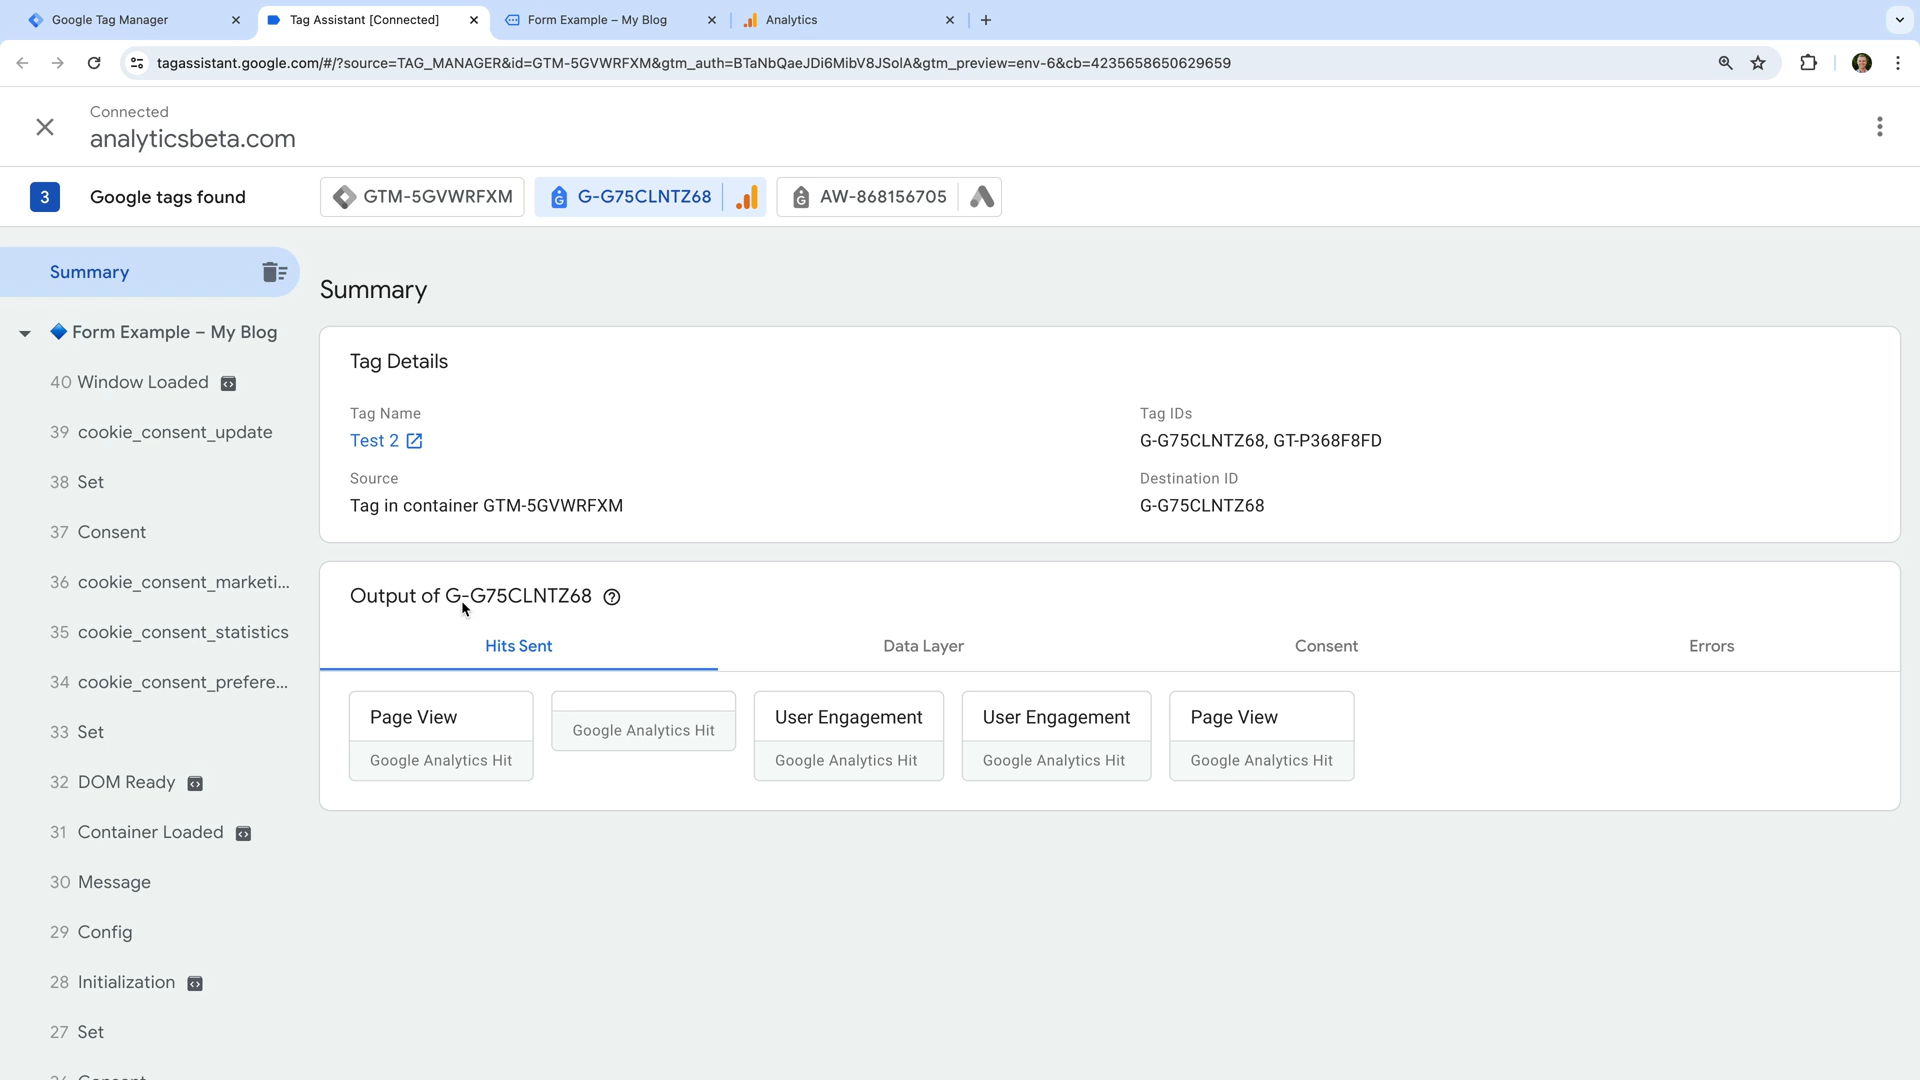 Google Tag Manager
Tag Assistant [Connected]
Form Example – My Blog
Analytics
tagassistant.google.com/#/?source=TAG_MANAGER&id=GTM-5GVWRFXM&gtm_auth=BTaNbQaeJDi6MibV8JSolA&gtm_preview=env-6&cb=4235658650629659
Connected
analyticsbeta.com
3
Google tags found
GTM-5GVWRFXM
G-G75CLNTZ68
AW-868156705
Summary
Form Example – My Blog
40 Window Loaded
39 cookie_consent_update
38 Set
37 Consent
36 cookie_consent_marketi...
35 cookie_consent_statistics
34 cookie_consent_prefere...
33 Set
32 DOM Ready
31 Container Loaded
30 Message
29 Config
28 Initialization
27 Set
Summary
Tag Details
Tag Name
Test 2
Tag IDs
G-G75CLNTZ68, GT-P368F8FD
Source
Tag in container GTM-5GVWRFXM
Destination ID
G-G75CLNTZ68
Output of G-G75CLNTZ68
Hits Sent
Data Layer
Consent
Errors
Page View
Google Analytics Hit
Google Analytics Hit
User Engagement
Google Analytics Hit
User Engagement
Google Analytics Hit
Page View
Google Analytics Hit